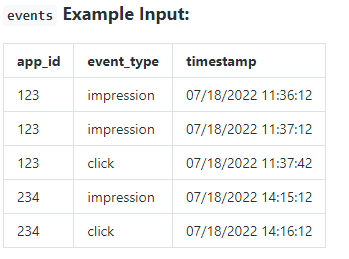 events Example Input:
app_id event_type timestamp
123 impression 07/18/2022 11:36:12
123 impression 07/18/2022 11:37:12
123 click 07/18/2022 11:37:42
234 impression 07/18/2022 14:15:12
234 click 07/18/2022 14:16:12